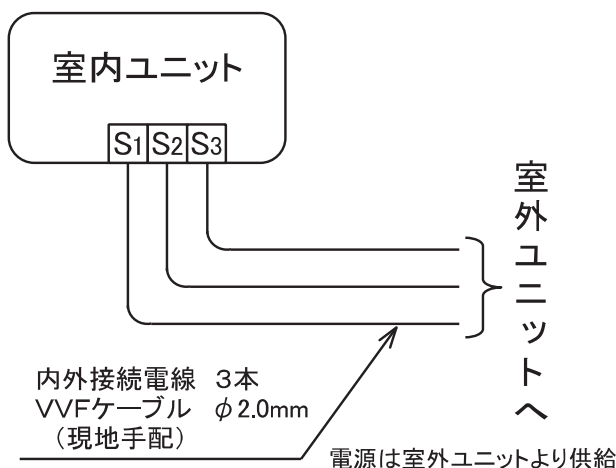 室内ユニット
S1 S2 S3
室外ユニットへ
内外接続電線 3本
VVFケーブル φ2.0mm
(現地手配)
電源は室外ユニットより供給